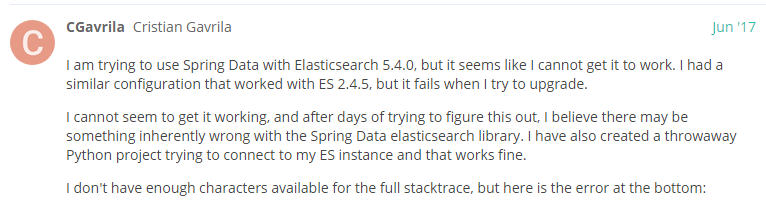 C
CGavrila Cristian Gavrila Jun '17
I am trying to use Spring Data with Elasticsearch 5.4.0, but it seems like I cannot get it to work. I had a
similar configuration that worked with ES 2.4.5, but it fails when I try to upgrade.
I cannot seem to get it working, and after days of trying to figure this out, I believe there may be
something inherently wrong with the Spring Data elasticsearch library. I have also created a throwaway
Python project trying to connect to my ES instance and that works fine.
I don't have enough characters available for the full stacktrace, but here is the error at the bottom: